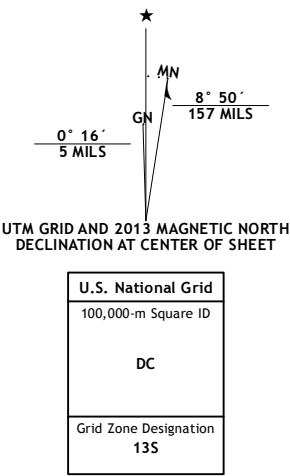 ★
MN
GN
8° 50´
157 MILS
0° 16´
5 MILS
UTM GRID AND 2013 MAGNETIC NORTH
DECLINATION AT CENTER OF SHEET
U.S. National Grid
100,000-m Square ID
DC
Grid Zone Designation
13S